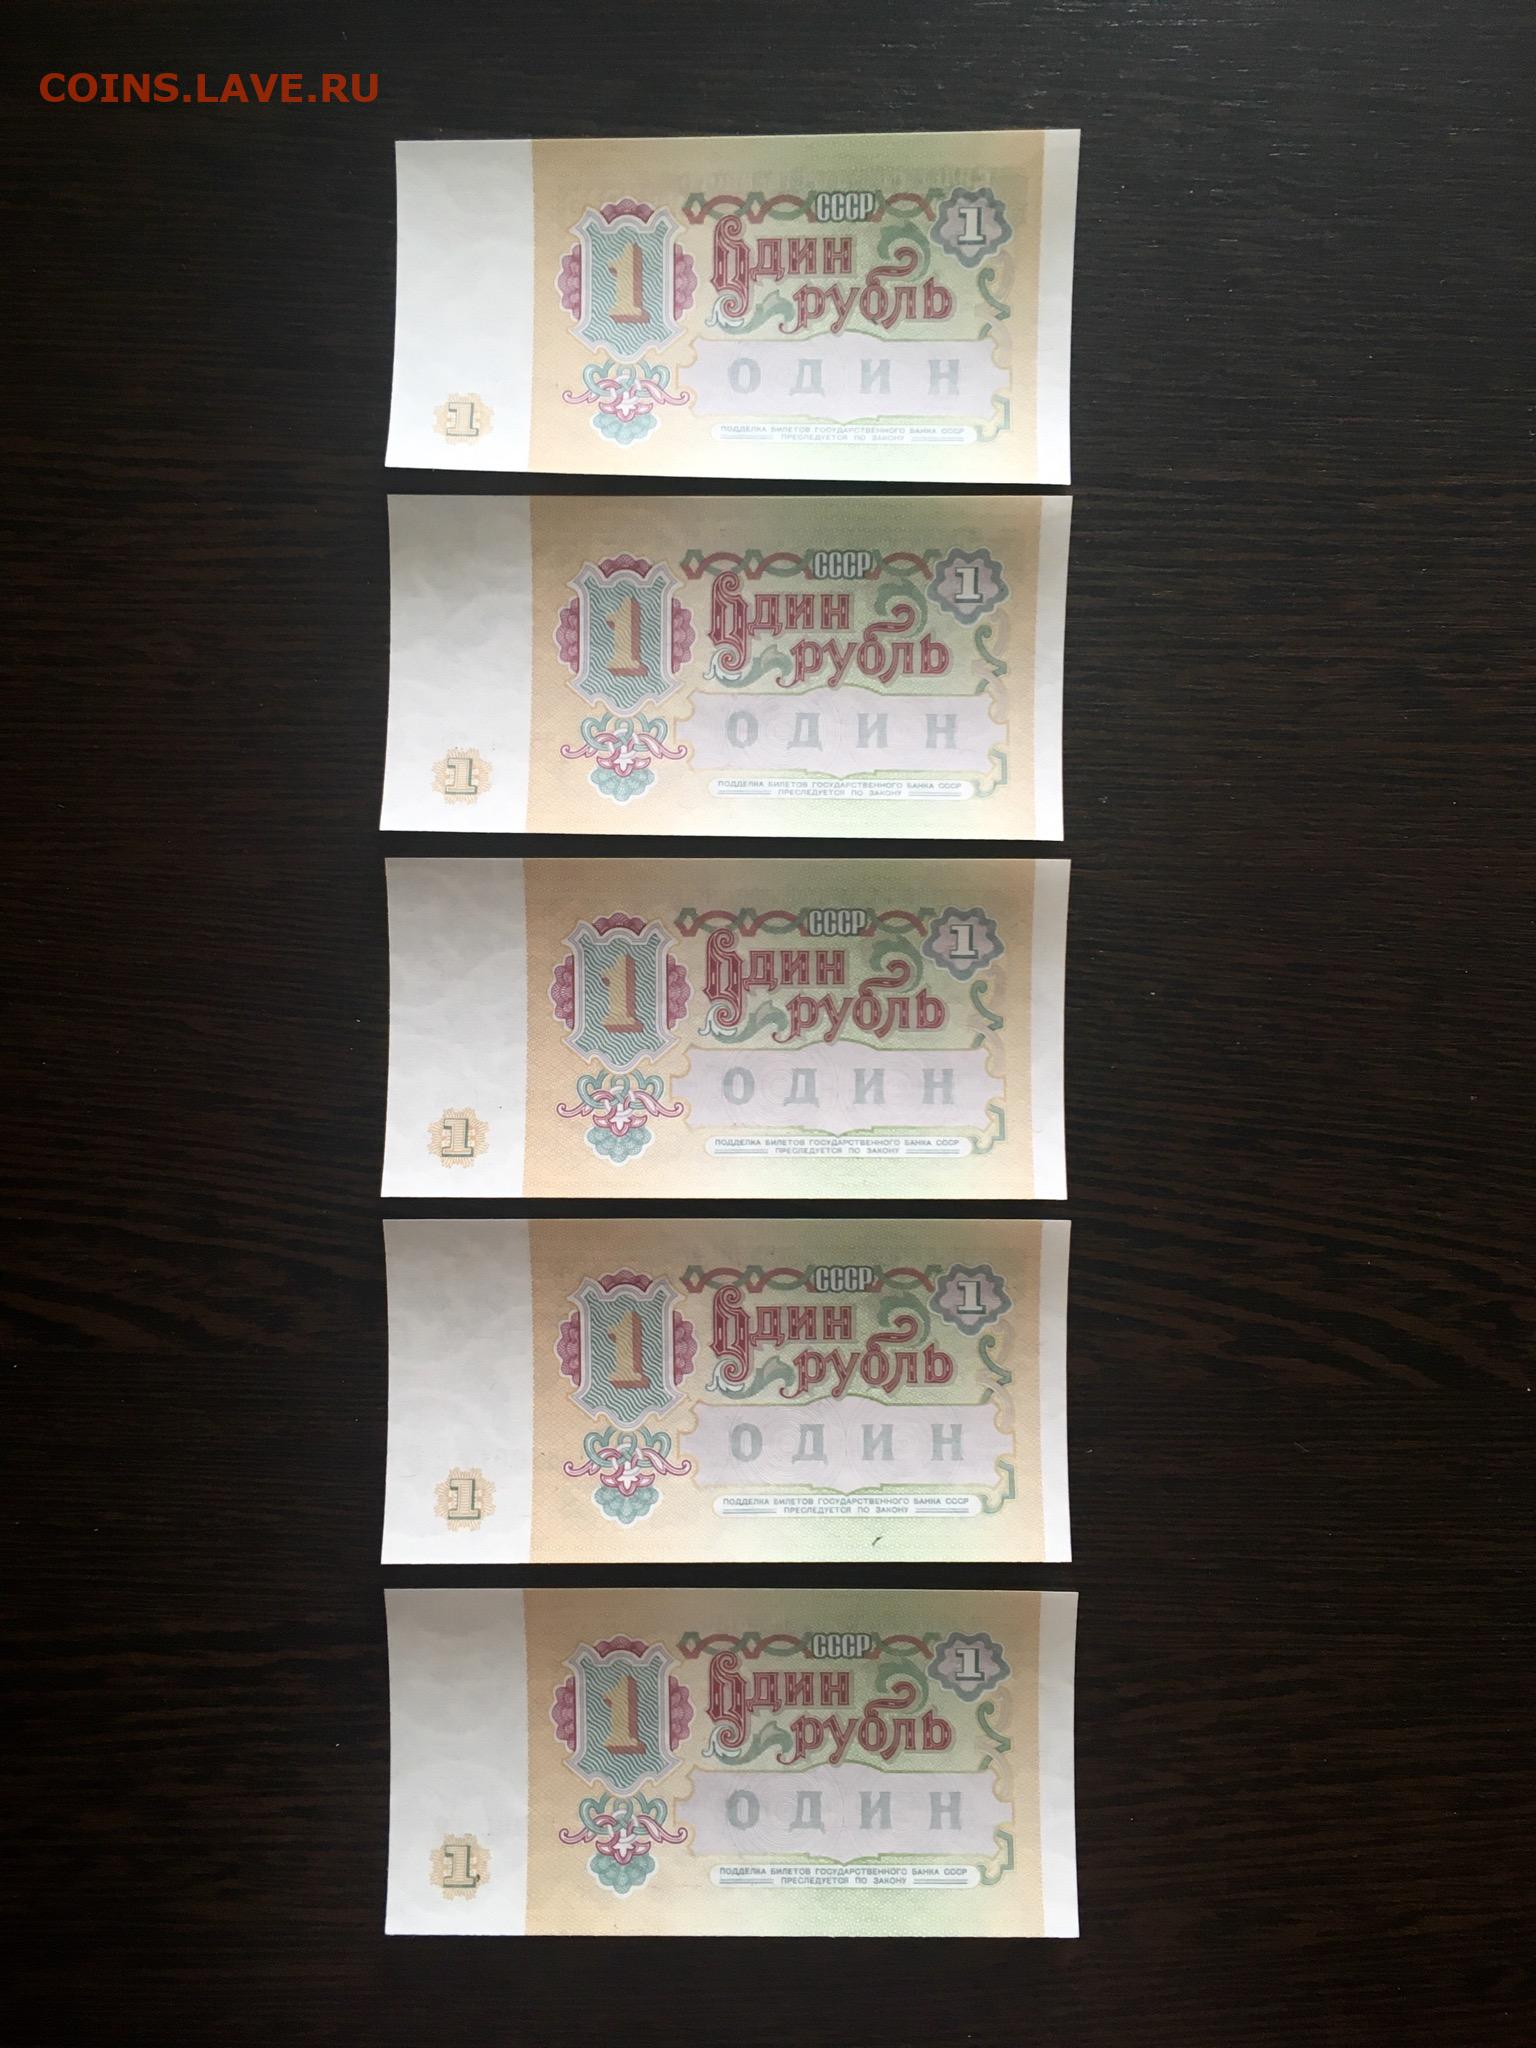 COINS.LAVE.RU
СССР
1
1
Один
рубль
ОДИН
1
ПОДДЕЛКА БИЛЕТОВ ГОСУДАРСТВЕННОГО БАНКА СССР
ПРЕСЛЕДУЕТСЯ ПО ЗАКОНУ
СССР
1
1
Один
рубль
ОДИН
1
ПОДДЕЛКА БИЛЕТОВ ГОСУДАРСТВЕННОГО БАНКА СССР
ПРЕСЛЕДУЕТСЯ ПО ЗАКОНУ
СССР
1
1
Один
рубль
ОДИН
1
ПОДДЕЛКА БИЛЕТОВ ГОСУДАРСТВЕННОГО БАНКА СССР
ПРЕСЛЕДУЕТСЯ ПО ЗАКОНУ
СССР
1
1
Один
рубль
ОДИН
1
ПОДДЕЛКА БИЛЕТОВ ГОСУДАРСТВЕННОГО БАНКА СССР
ПРЕСЛЕДУЕТСЯ ПО ЗАКОНУ
СССР
1
1
Один
рубль
ОДИН
1
ПОДДЕЛКА БИЛЕТОВ ГОСУДАРСТВЕННОГО БАНКА СССР
ПРЕСЛЕДУЕТСЯ ПО ЗАКОНУ